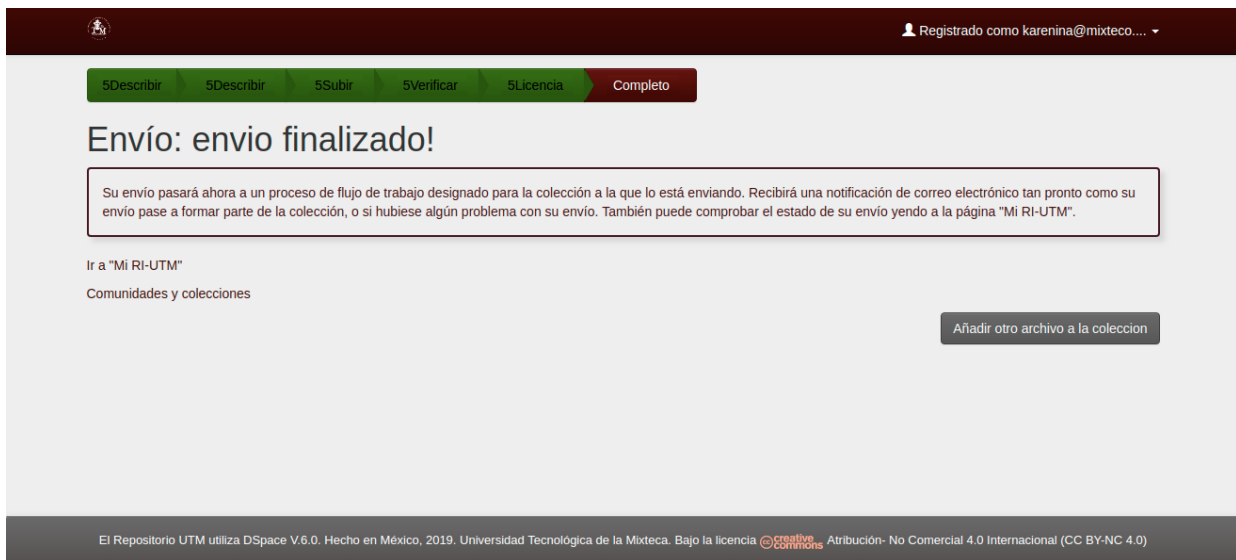 Registrado como karenina@mixteco....
5Describir 5Describir 5Subir 5Verificar 5Licencia Completo
Envío: envio finalizado!
Su envío pasará ahora a un proceso de flujo de trabajo designado para la colección a la que lo está enviando. Recibirá una notificación de correo electrónico tan pronto como su
envío pase a formar parte de la colección, o si hubiese algún problema con su envío. También puede comprobar el estado de su envío yendo a la página "Mi RI-UTM".
Ir a "Mi RI-UTM"
Comunidades y colecciones
Añadir otro archivo a la coleccion
El Repositorio UTM utiliza DSpace V.6.0. Hecho en México, 2019. Universidad Tecnológica de la Mixteca. Bajo la licencia creative commons Atribución- No Comercial 4.0 Internacional (CC BY-NC 4.0)